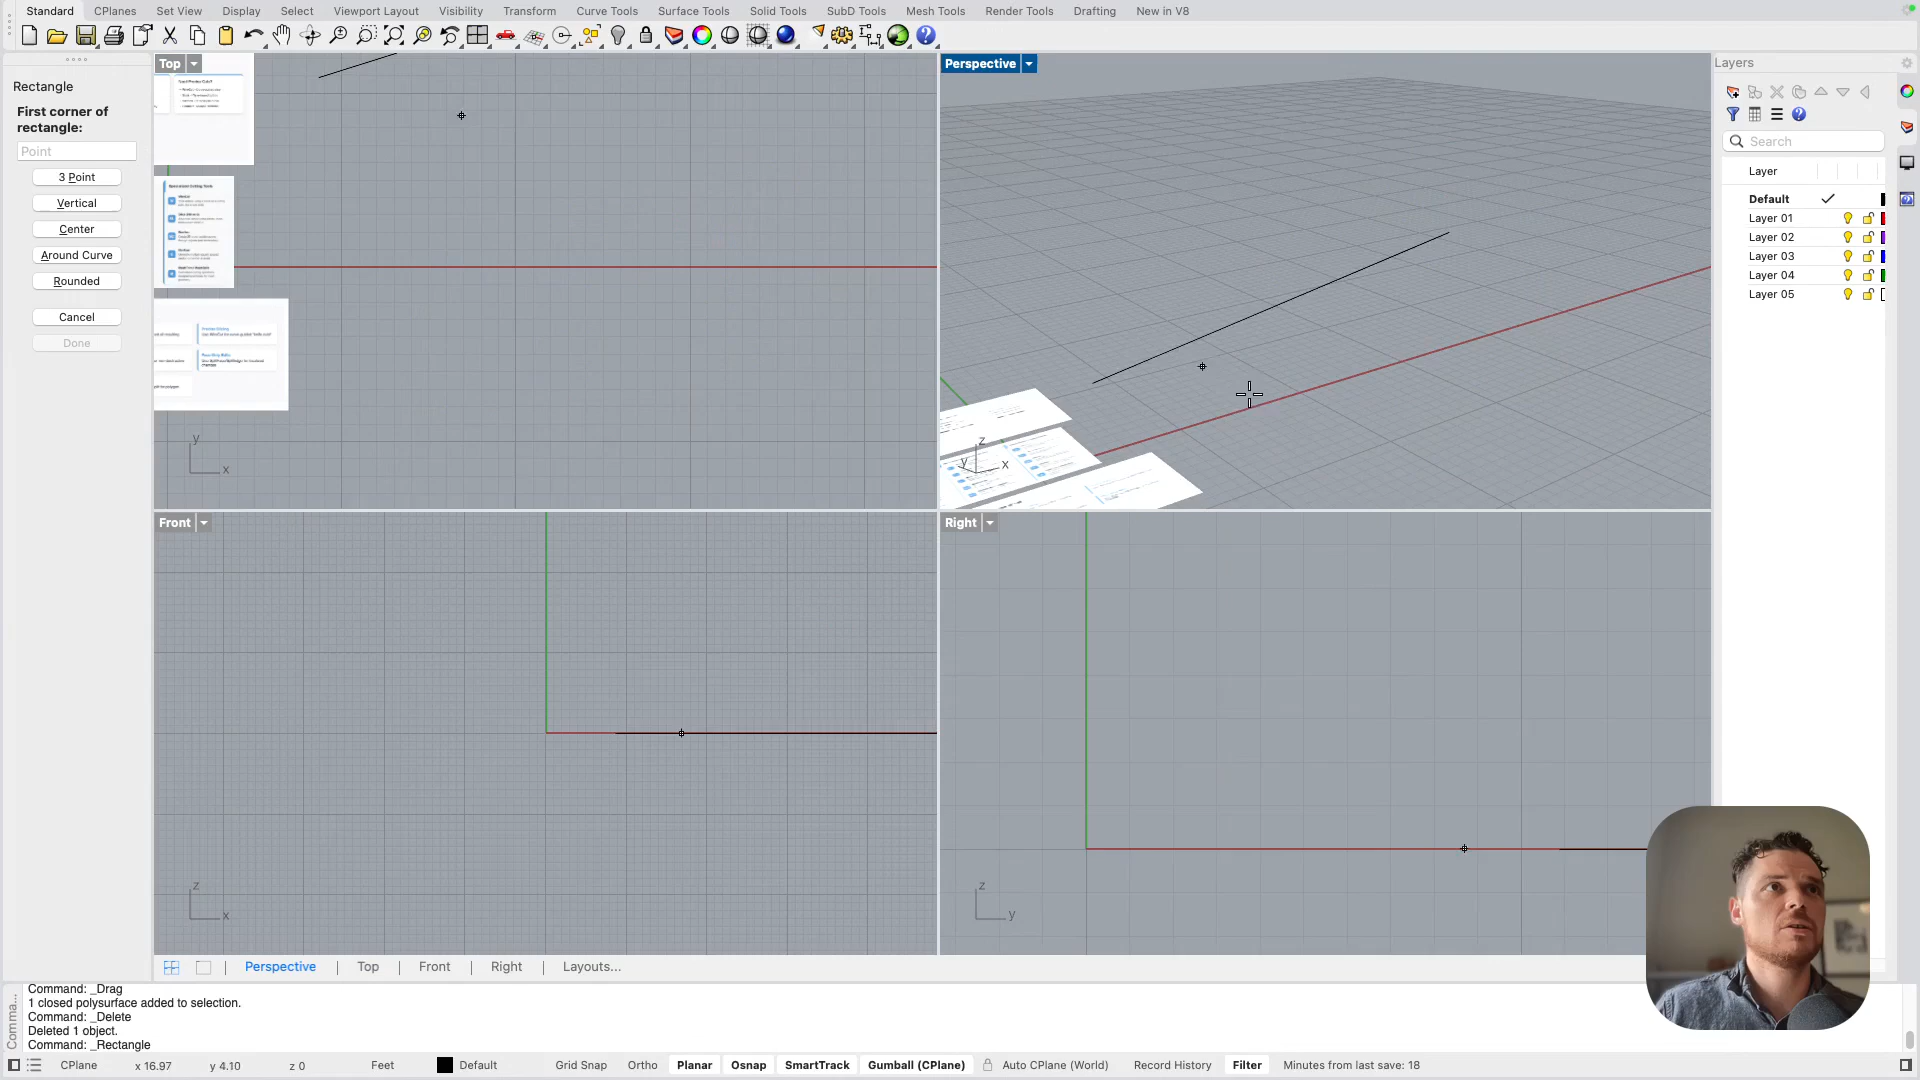 Standard CPlanes Set View Display Select Viewport Layout Visibility Transform Curve Tools Surface Tools Solid Tools SubD Tools Mesh Tools Render Tools Drafting New in V8
Rectangle
First corner of
rectangle:
Point
3 Point
Vertical
Center
Around Curve
Rounded
Cancel
Done
Top
y
x
Perspective
z
y
x
Front
z
x
Right
z
y
Layers
Search
Layer
Default
Layer 01
Layer 02
Layer 03
Layer 04
Layer 05
Perspective | Top | Front | Right | Layouts...
Comma...
Command: _Drag
1 closed polysurface added to selection.
Command: _Delete
Deleted 1 object.
Command: _Rectangle
CPlane x 16.97 y 4.10 z 0 Feet Default Grid Snap Ortho Planar Osnap SmartTrack Gumball (CPlane) Auto CPlane (World) Record History Filter Minutes from last save: 18